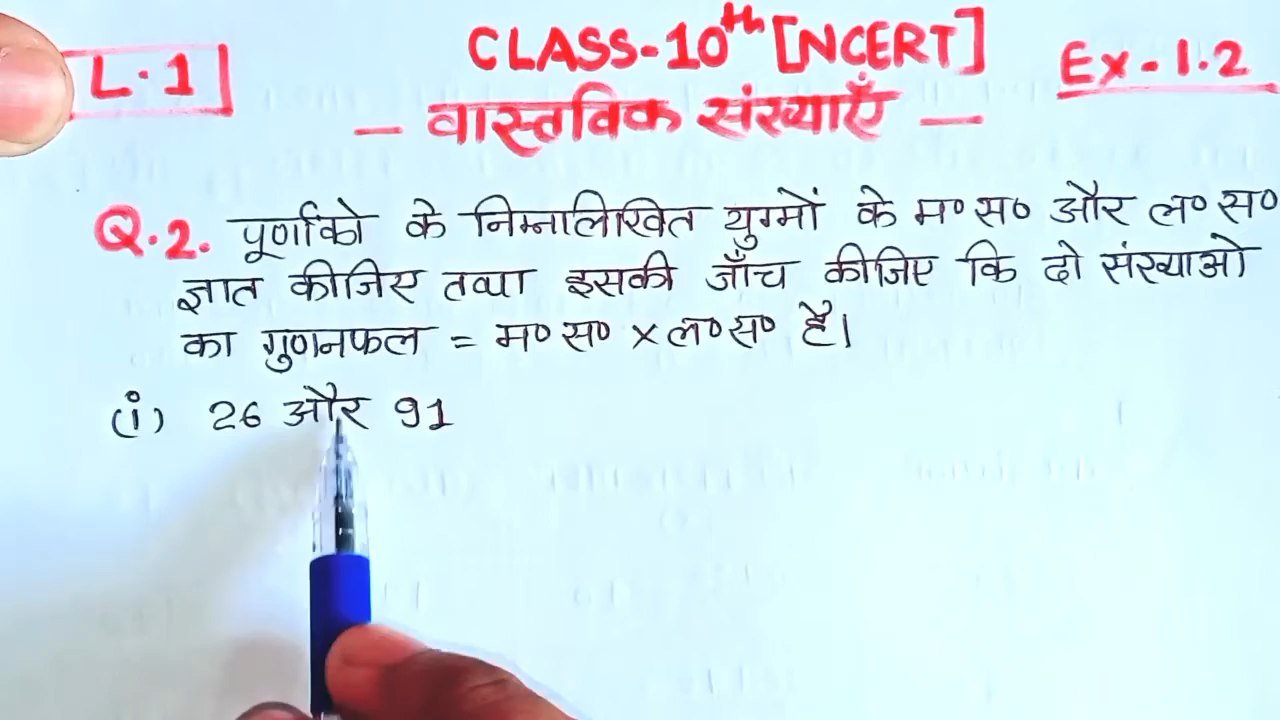 L.1
CLASS-10th [NCERT]
Ex-1.2
— वास्तविक संख्याएँ —
Q.2. पूर्णांको के निम्नलिखित युग्मों के म० स० और ल० स०
ज्ञात कीजिए तथा इसकी जाँच कीजिए कि दो संख्याओ
का गुणनफल = म० स० × ल० स० है।
(i) 26 और 91